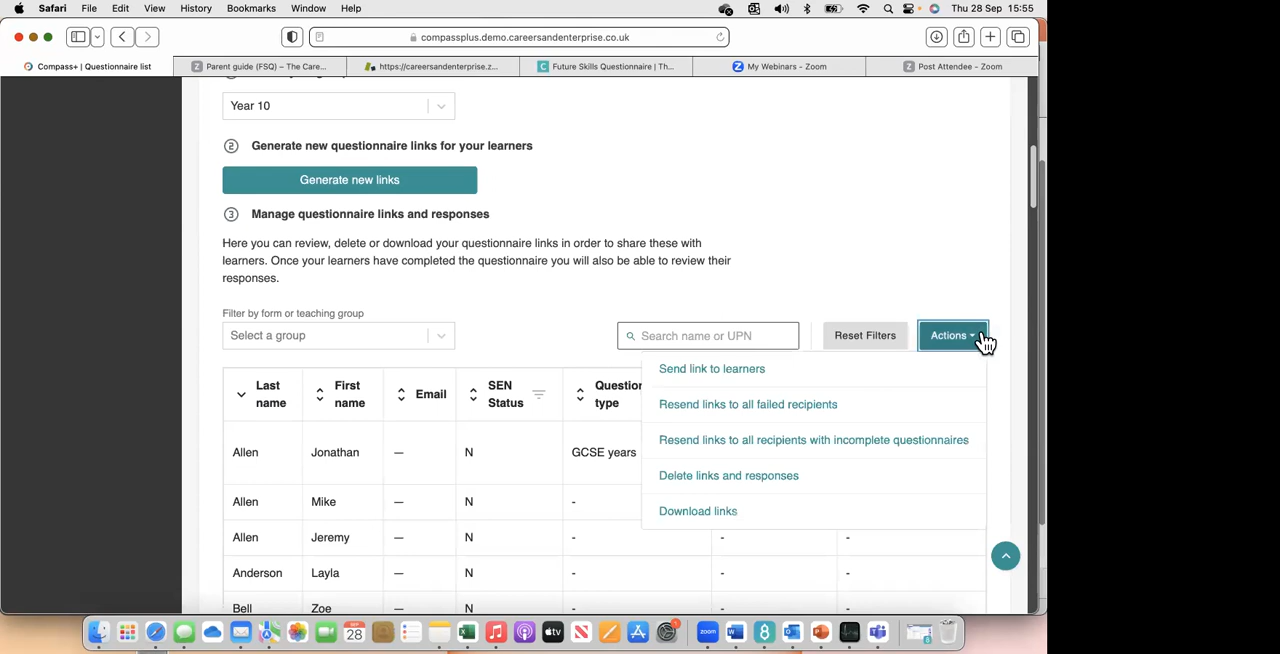 Safari File Edit View History Bookmarks Window Help Thu 28 Sep 15:55
compassplus.demo.careersandenterprise.co.uk
Compass+ | Questionnaire list Parent guide (FSQ) – The Care... https://careersandenterprise.z... Future Skills Questionnaire | Th... My Webinars - Zoom Post Attendee - Zoom
Year 10
2 Generate new questionnaire links for your learners
Generate new links
3 Manage questionnaire links and responses
Here you can review, delete or download your questionnaire links in order to share these with
learners. Once your learners have completed the questionnaire you will also be able to review their
responses.
Filter by form or teaching group
Select a group Search name or UPN Reset Filters Actions
Send link to learners
Resend links to all failed recipients
Resend links to all recipients with incomplete questionnaires
Delete links and responses
Download links
Last name First name Email SEN Status Question type
Allen Jonathan — N GCSE years
Allen Mike — N -
Allen Jeremy — N - - -
Anderson Layla — N - - -
Bell Zoe — N - - -
SEP
28
tv
zoom